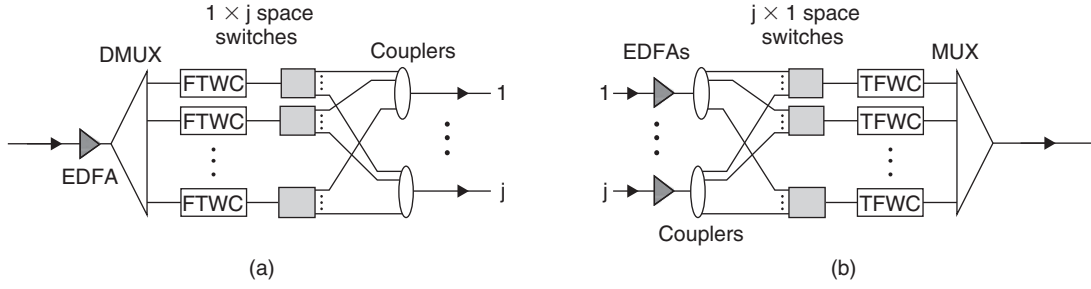 1 × j space
switches
DMUX
Couplers
FTWC
FTWC
FTWC
EDFA
1
j
(a)
j × 1 space
switches
EDFAs
MUX
1
j
TFWC
TFWC
TFWC
Couplers
(b)